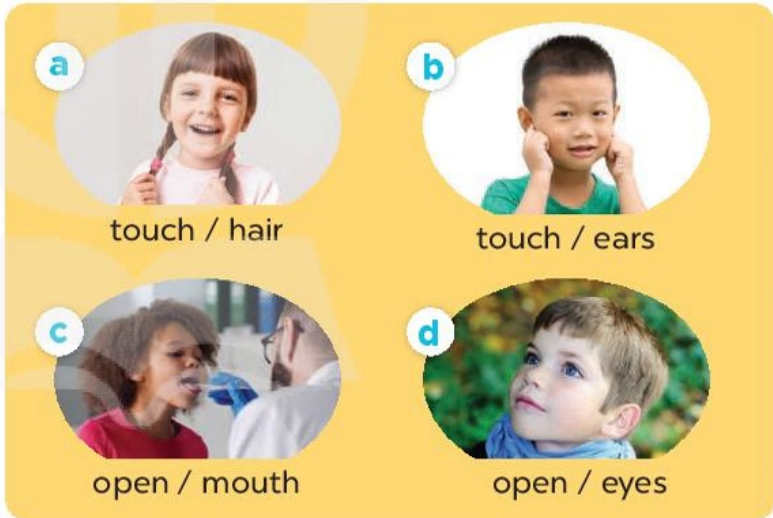 a
b
touch / hair
touch / ears
c
d
open / mouth
open / eyes